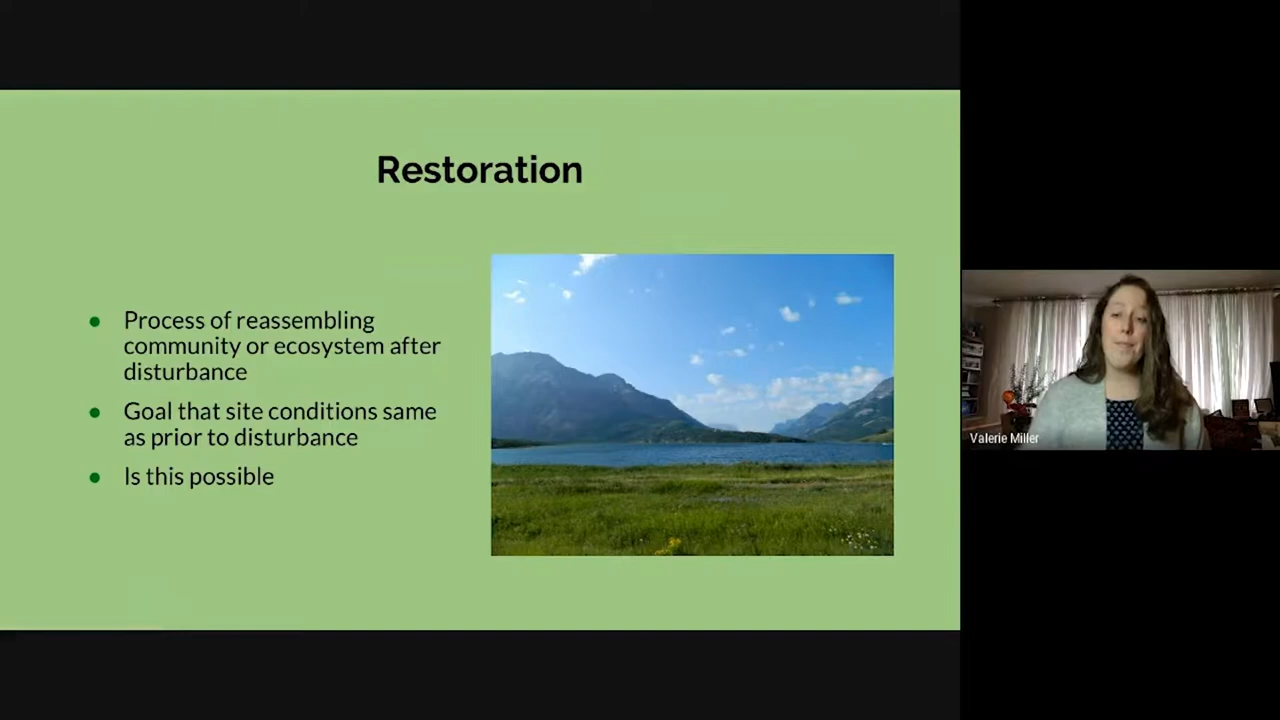 Restoration
● Process of reassembling
community or ecosystem after
disturbance
● Goal that site conditions same
as prior to disturbance
● Is this possible
Valerie Miller